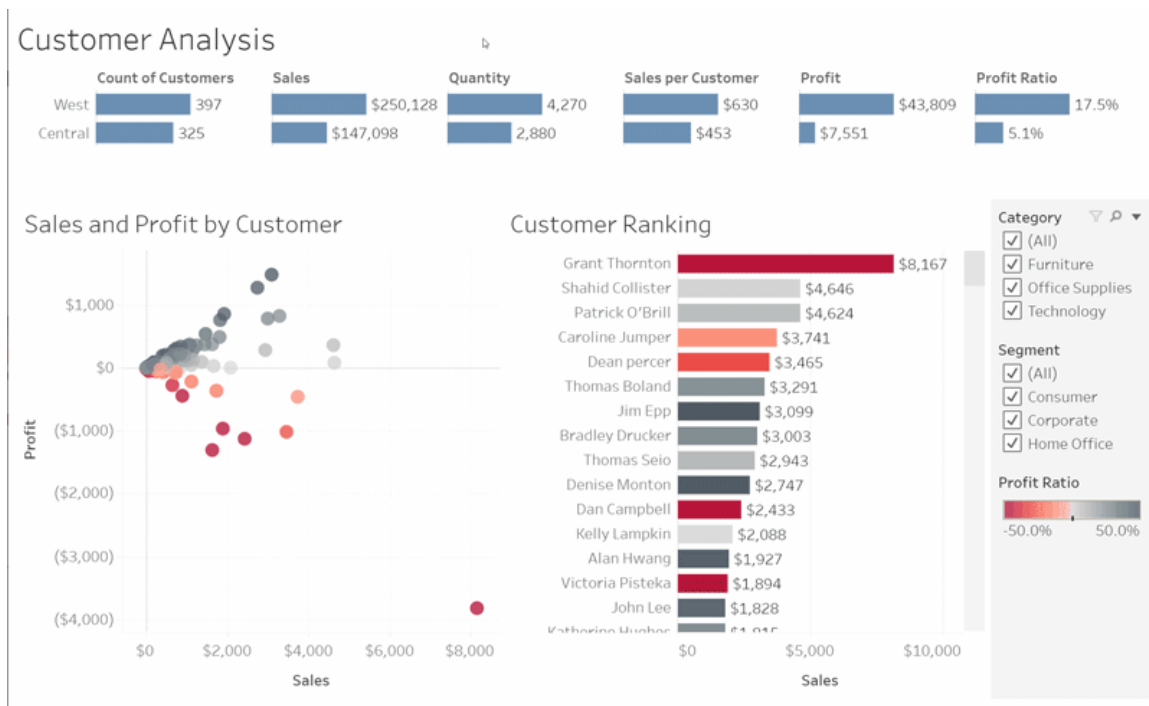 Customer Analysis
Count of Customers Sales Quantity Sales per Customer Profit Profit Ratio
West 397 $250,128 4,270 $630 $43,809 17.5%
Central 325 $147,098 2,880 $453 $7,551 5.1%
Sales and Profit by Customer
$1,000
$0
($1,000)
($2,000)
($3,000)
($4,000)
Profit
$0 $2,000 $4,000 $6,000 $8,000
Sales
Customer Ranking
Grant Thornton $8,167
Shahid Collister $4,646
Patrick O'Brill $4,624
Caroline Jumper $3,741
Dean percer $3,465
Thomas Boland $3,291
Jim Epp $3,099
Bradley Drucker $3,003
Thomas Seio $2,943
Denise Monton $2,747
Dan Campbell $2,433
Kelly Lampkin $2,088
Alan Hwang $1,927
Victoria Pisteka $1,894
John Lee $1,828
Katherine Hughes $1,815
$0 $5,000 $10,000
Sales
Category
(All)
Furniture
Office Supplies
Technology
Segment
(All)
Consumer
Corporate
Home Office
Profit Ratio
-50.0% 50.0%